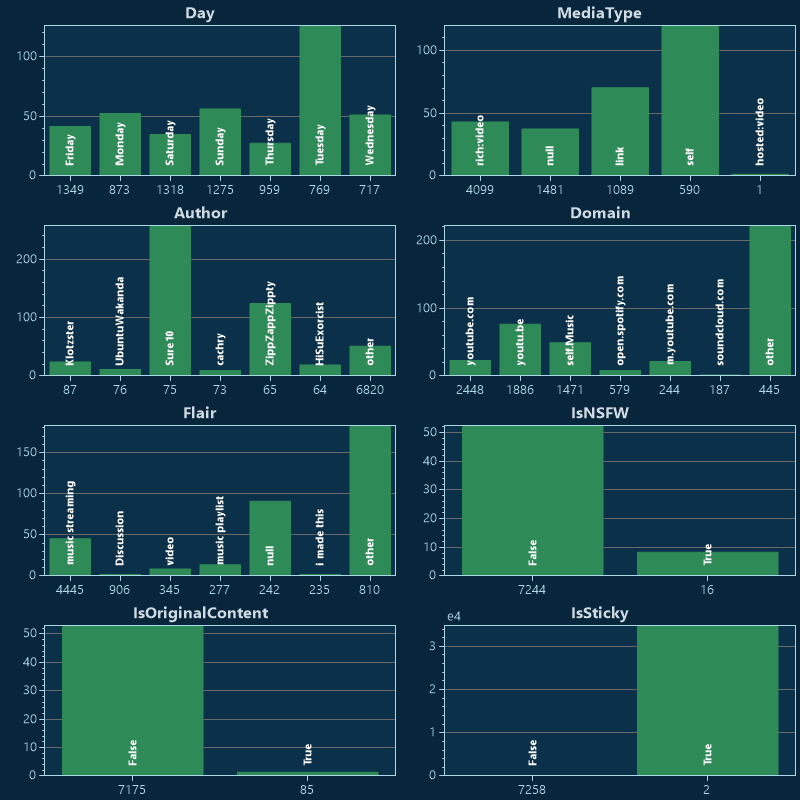 Day
100
50
0
Friday
Monday
Saturday
Sunday
Thursday
Tuesday
Wednesday
1349 873 1318 1275 959 769 717
MediaType
100
50
0
rich:video
null
link
self
hosted:video
4099 1481 1089 590 1
Author
200
100
0
Klotzster
UbuntuWakanda
Sure10
cachry
ZippZappZippty
HiSuExorcist
other
87 76 75 73 65 64 6820
Domain
200
100
0
youtube.com
youtu.be
self.Music
open.spotify.com
m.youtube.com
soundcloud.com
other
2448 1886 1471 579 244 187 445
Flair
150
100
50
0
music streaming
Discussion
video
music playlist
null
i made this
other
4445 906 345 277 242 235 810
IsNSFW
50
40
30
20
10
0
False
True
7244 16
IsOriginalContent
50
40
30
20
10
0
False
True
7175 85
IsSticky
1e4
3
2
1
0
False
True
7258 2